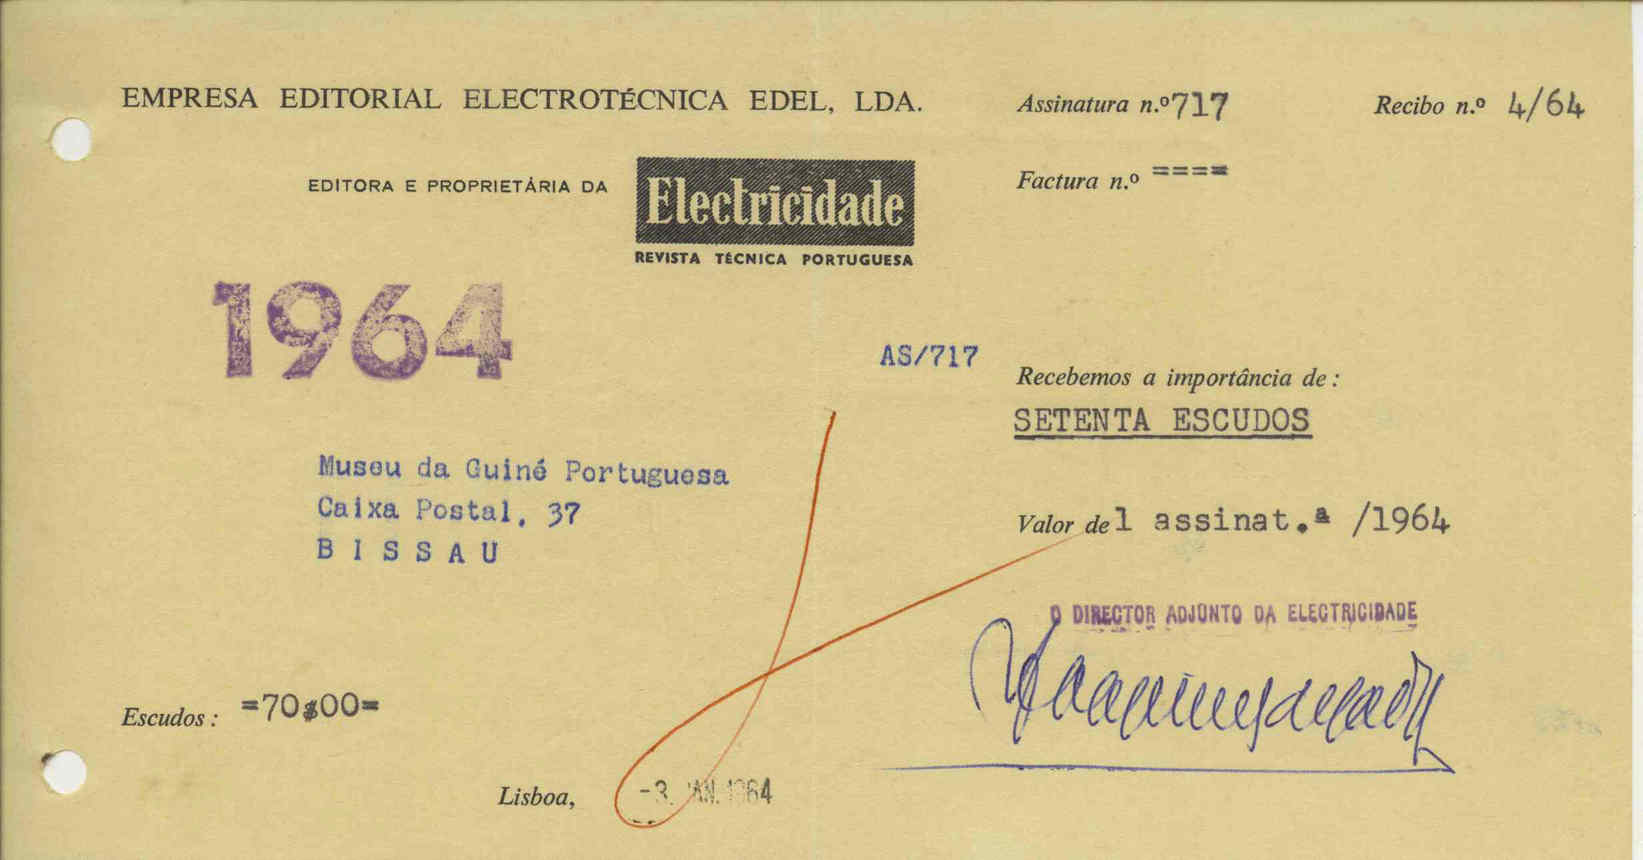 EMPRESA EDITORIAL ELECTROTÉCNICA EDEL, LDA.
Assinatura n.º 717
Recibo n.º 4/64
EDITORA E PROPRIETÁRIA DA
Electricidade
REVISTA TÉCNICA PORTUGUESA
Factura n.º ====
1964
AS/717
Recebemos a importância de:
SETENTA ESCUDOS
Museu da Guiné Portuguesa
Caixa Postal, 37
BISSAU
Valor de 1 assinat.ª /1964
O DIRECTOR ADJUNTO DA ELECTRICIDADE
Escudos: =70$00=
Lisboa, -3. JAN. 1964